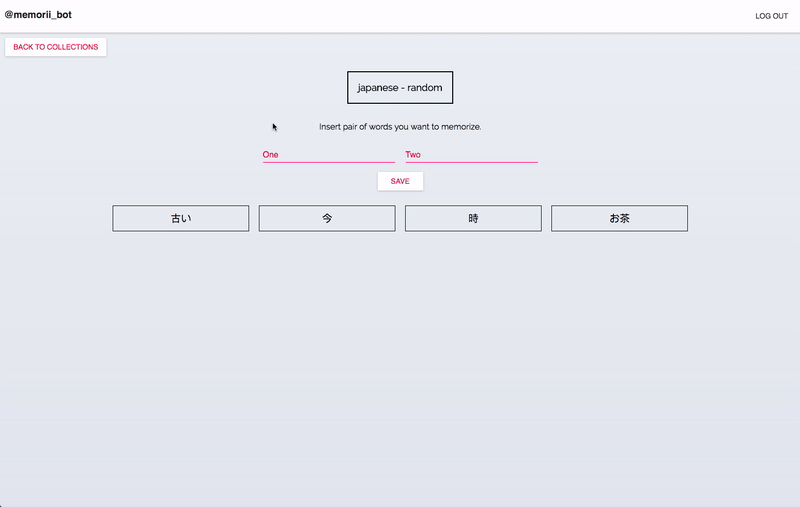 @memorii_bot
LOG OUT
BACK TO COLLECTIONS
japanese - random
Insert pair of words you want to memorize.
One Two
SAVE
古い 今 時 お茶